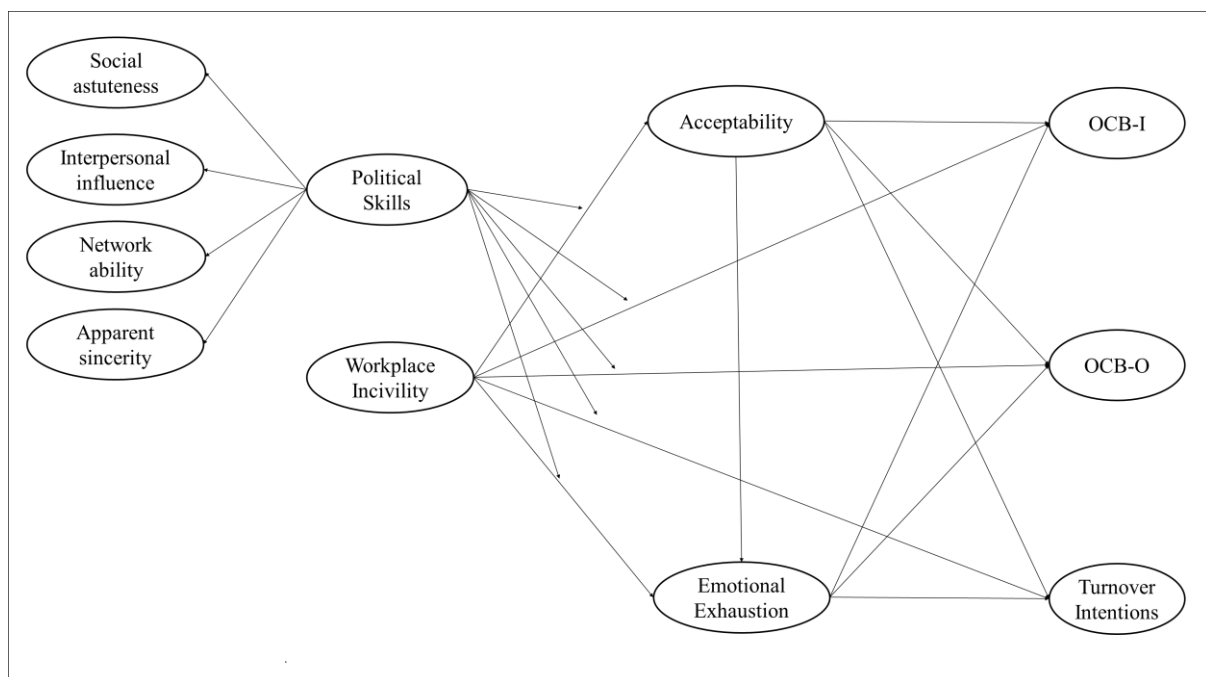 Social
astuteness
Interpersonal
influence
Network
ability
Apparent
sincerity
Political
Skills
Workplace
Incivility
Acceptability
Emotional
Exhaustion
OCB-I
OCB-O
Turnover
Intentions